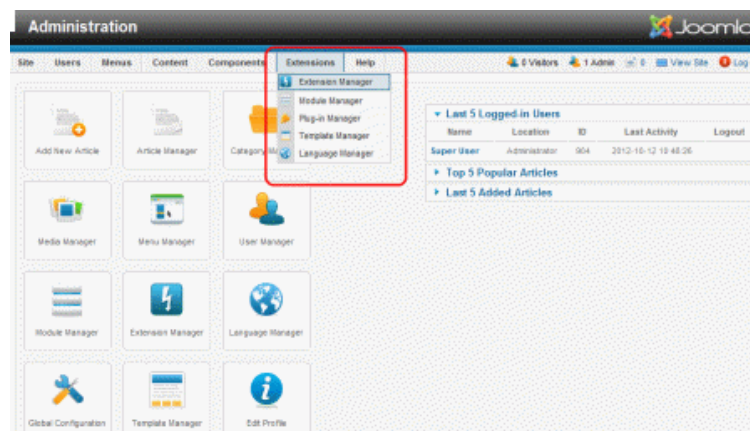 Administration
Joomla
Site Users Menus Content Components Extensions Help
0 Visitors 1 Admin 0 View Site Log
Extension Manager
Module Manager
Plug-in Manager
Template Manager
Language Manager
Add New Article Article Manager Category
Media Manager Menu Manager User Manager
Module Manager Extension Manager Language Manager
Global Configuration Template Manager Edit Profile
Last 5 Logged-in Users
Name Location ID Last Activity Logout
Super User Administrator 904 2012-10-12 10:48:26
Top 5 Popular Articles
Last 5 Added Articles